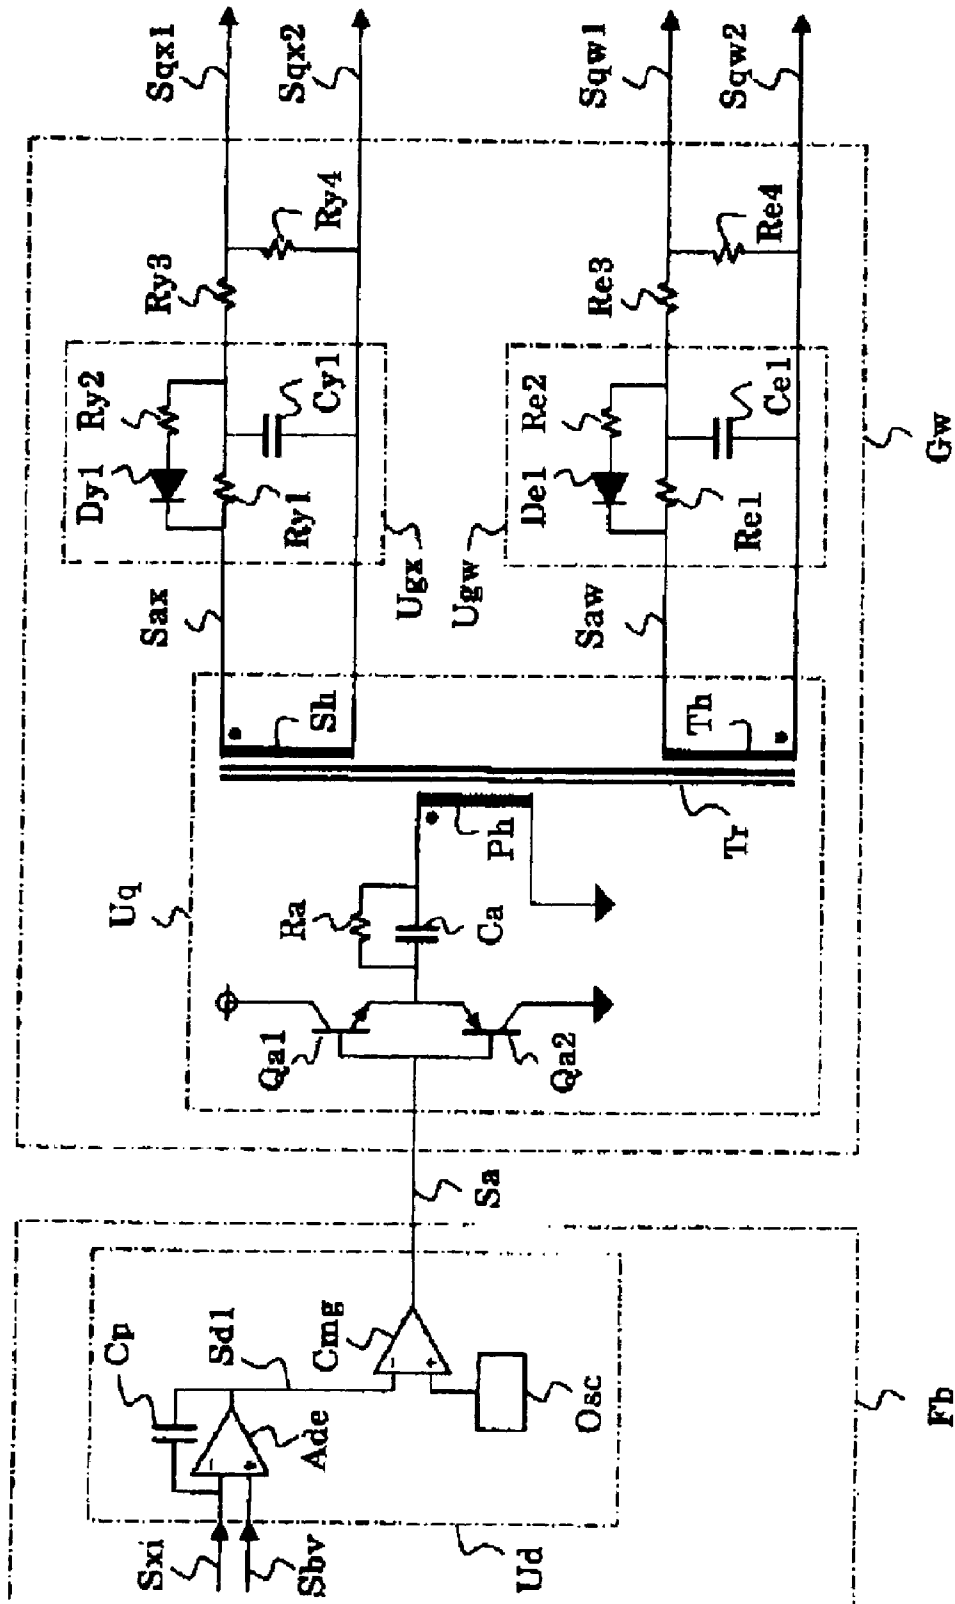 Sqx1
Sqx2
Sqw1
Sqw2
Ry4
Re4
Ry3
Re3
Ry2
Cy1
Re2
Ce1
Dy1
Ry1
De1
Re1
Gw
Ugx
Ugw
Sax
Saw
Sh
Th
Ph
Tr
Uq
Ra
Ca
Qa1
Qa2
Sa
Cp
Sd1
Cmg
Ade
Osc
Fb
Sxi
Sbv
Ud